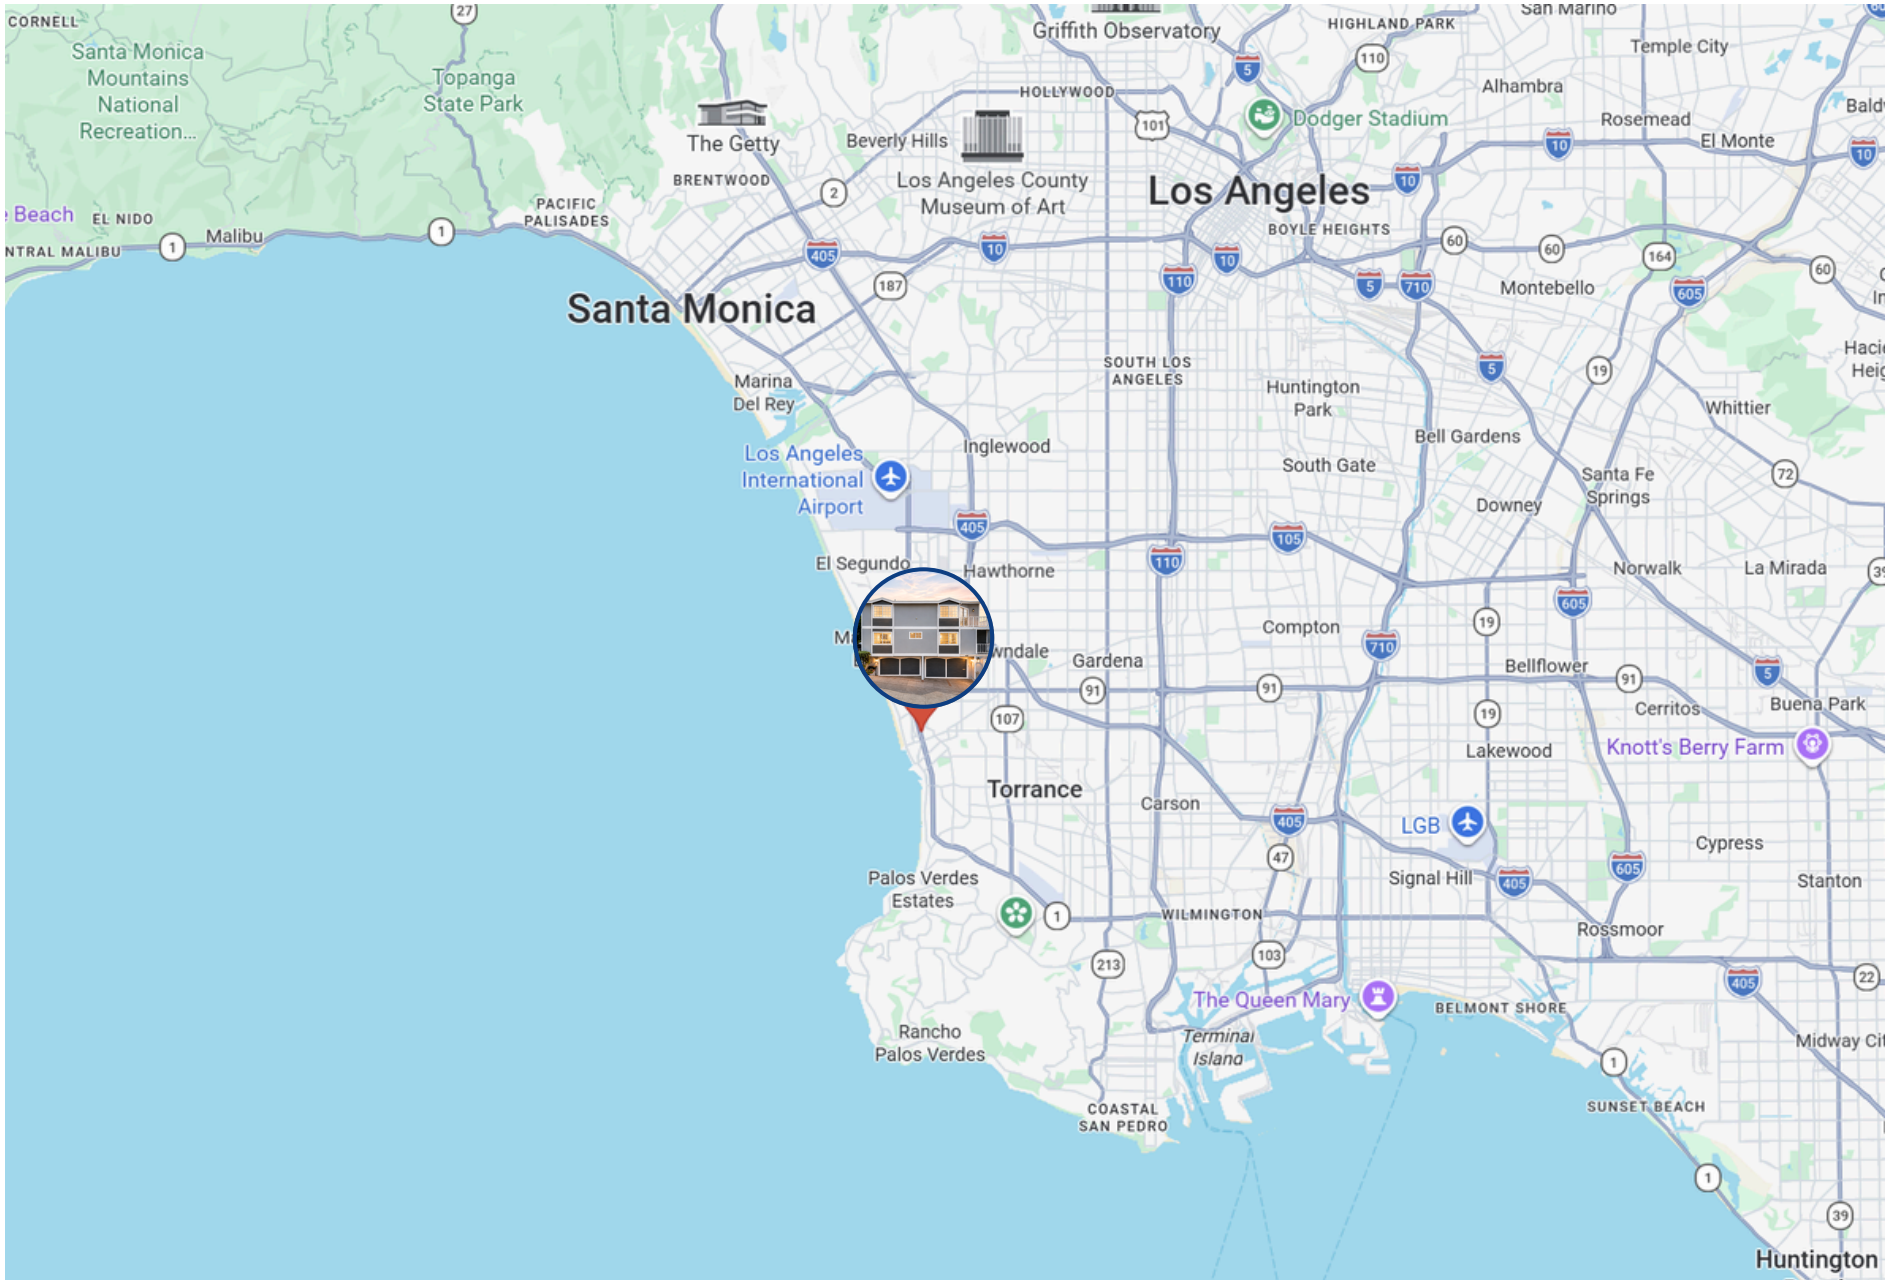 CORNELL
27
Santa Monica
Mountains
National
Recreation...
Topanga
State Park
Griffith Observatory
HIGHLAND PARK
San Marino
Temple City
5
110
Alhambra
HOLLYWOOD
The Getty
Beverly Hills
101
Dodger Stadium
Rosemead
10
El Monte
10
BRENTWOOD
2
Los Angeles County
Museum of Art
Los Angeles
10
e Beach
EL NIDO
PACIFIC
PALISADES
BOYLE HEIGHTS
NTRAL MALIBU
1
Malibu
1
405
10
10
60
60
164
60
187
110
5
710
Montebello
605
Santa Monica
SOUTH LOS
ANGELES
5
19
Marina
Del Rey
Huntington
Park
Whittier
Bell Gardens
Inglewood
Los Angeles
International
Airport
South Gate
Santa Fe
Springs
72
Downey
405
105
110
El Segundo
Hawthorne
Norwalk
La Mirada
39
605
19
Compton
710
Ma
wndale
Gardena
Bellflower
5
91
91
91
107
19
Cerritos
Buena Park
Lakewood
Knott's Berry Farm
Torrance
Carson
405
LGB
Cypress
47
605
Palos Verdes
Estates
Signal Hill
405
Stanton
1
WILMINGTON
Rossmoor
213
103
405
22
The Queen Mary
BELMONT SHORE
Rancho
Palos Verdes
Terminal
Island
Midway Cit
1
COASTAL
SAN PEDRO
SUNSET BEACH
1
39
Huntington